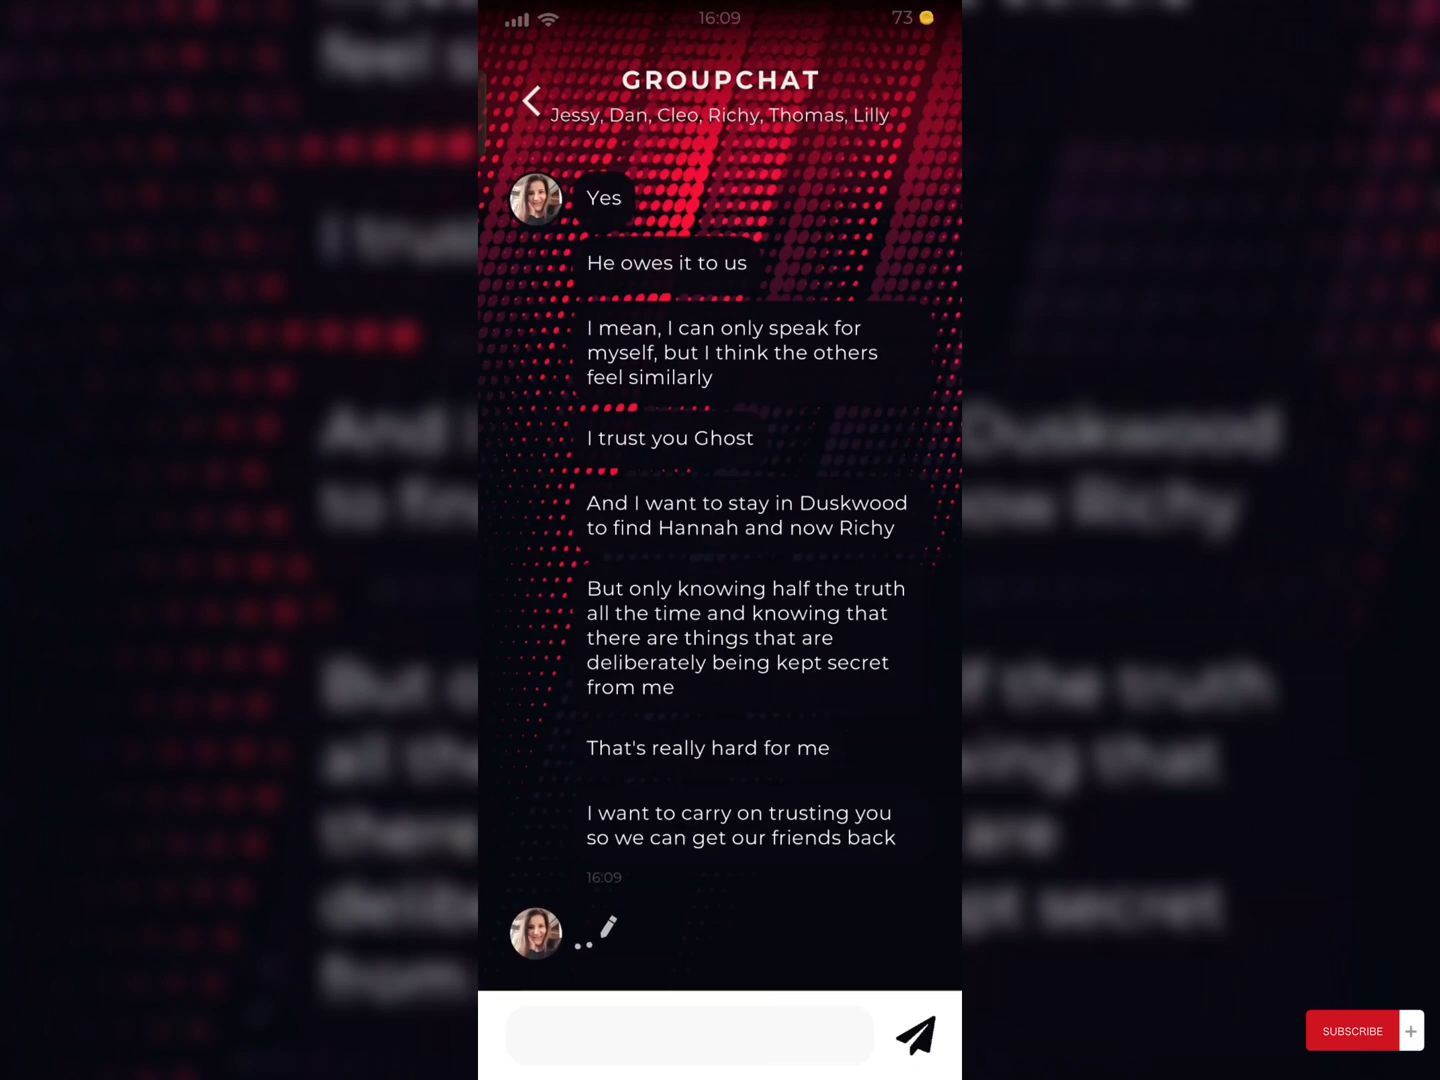 16:09
73
GROUPCHAT
Jessy, Dan, Cleo, Richy, Thomas, Lilly
Yes
He owes it to us
I mean, I can only speak for
myself, but I think the others
feel similarly
I trust you Ghost
And I want to stay in Duskwood
to find Hannah and now Richy
But only knowing half the truth
all the time and knowing that
there are things that are
deliberately being kept secret
from me
That's really hard for me
I want to carry on trusting you
so we can get our friends back
16:09
SUBSCRIBE +